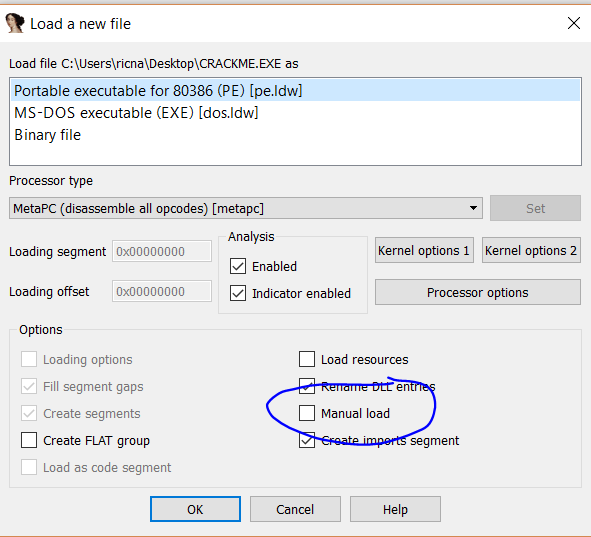 Load a new file
Load file C:\Users\ricna\Desktop\CRACKME.EXE as
Portable executable for 80386 (PE) [pe.ldw]
MS-DOS executable (EXE) [dos.ldw]
Binary file
Processor type
MetaPC (disassemble all opcodes) [metapc]
Set
Loading segment
0x00000000
Loading offset
0x00000000
Analysis
Enabled
Indicator enabled
Kernel options 1
Kernel options 2
Processor options
Options
Loading options
Fill segment gaps
Create segments
Create FLAT group
Load as code segment
Load resources
Rename DLL entries
Manual load
Create imports segment
OK
Cancel
Help